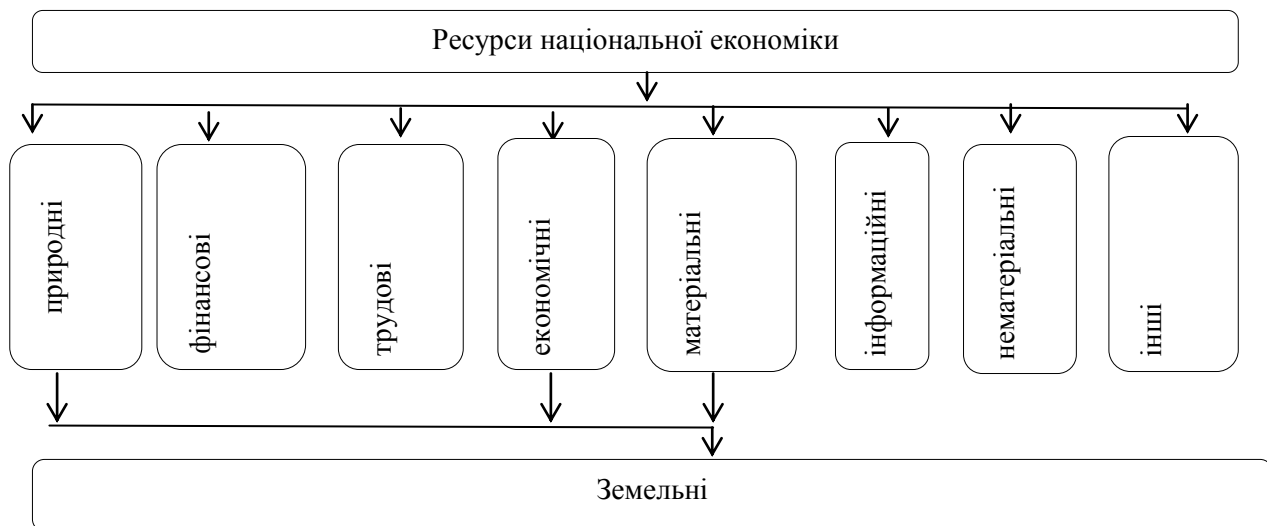 Ресурси національної економіки
природні
фінансові
трудові
економічні
матеріальні
інформаційні
нематеріальні
інші
Земельні